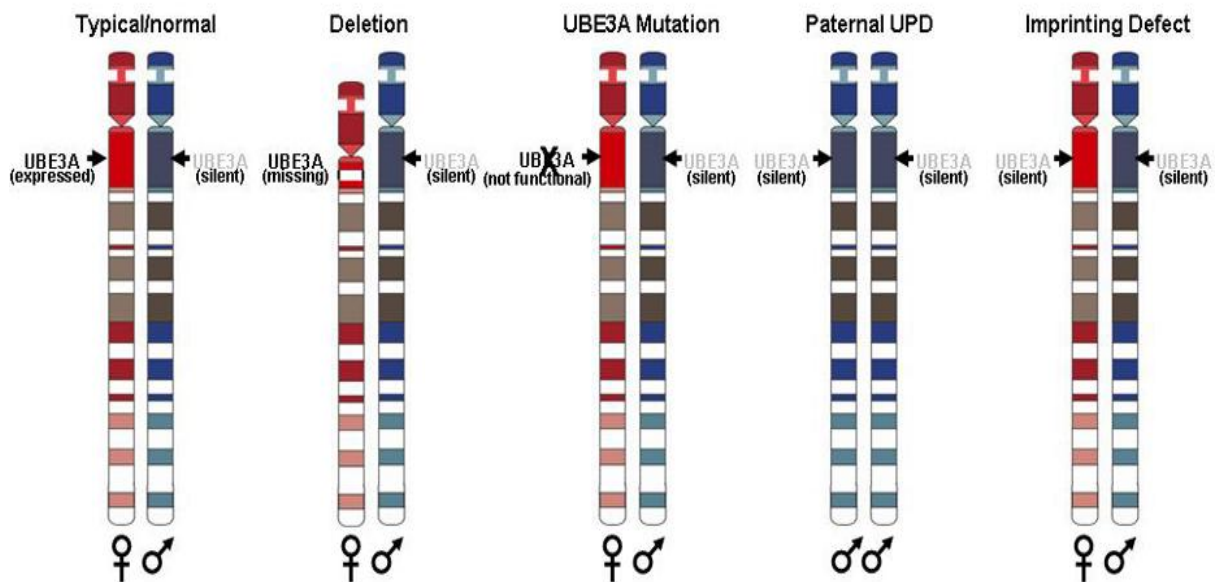 Typical/normal
Deletion
UBE3A Mutation
Paternal UPD
Imprinting Defect
UBE3A
(expressed)
UBE3A
(silent)
UBE3A
(missing)
UBE3A
(silent)
UBE3A
(not functional)
UBE3A
(silent)
UBE3A
(silent)
UBE3A
(silent)
UBE3A
(silent)
UBE3A
(silent)